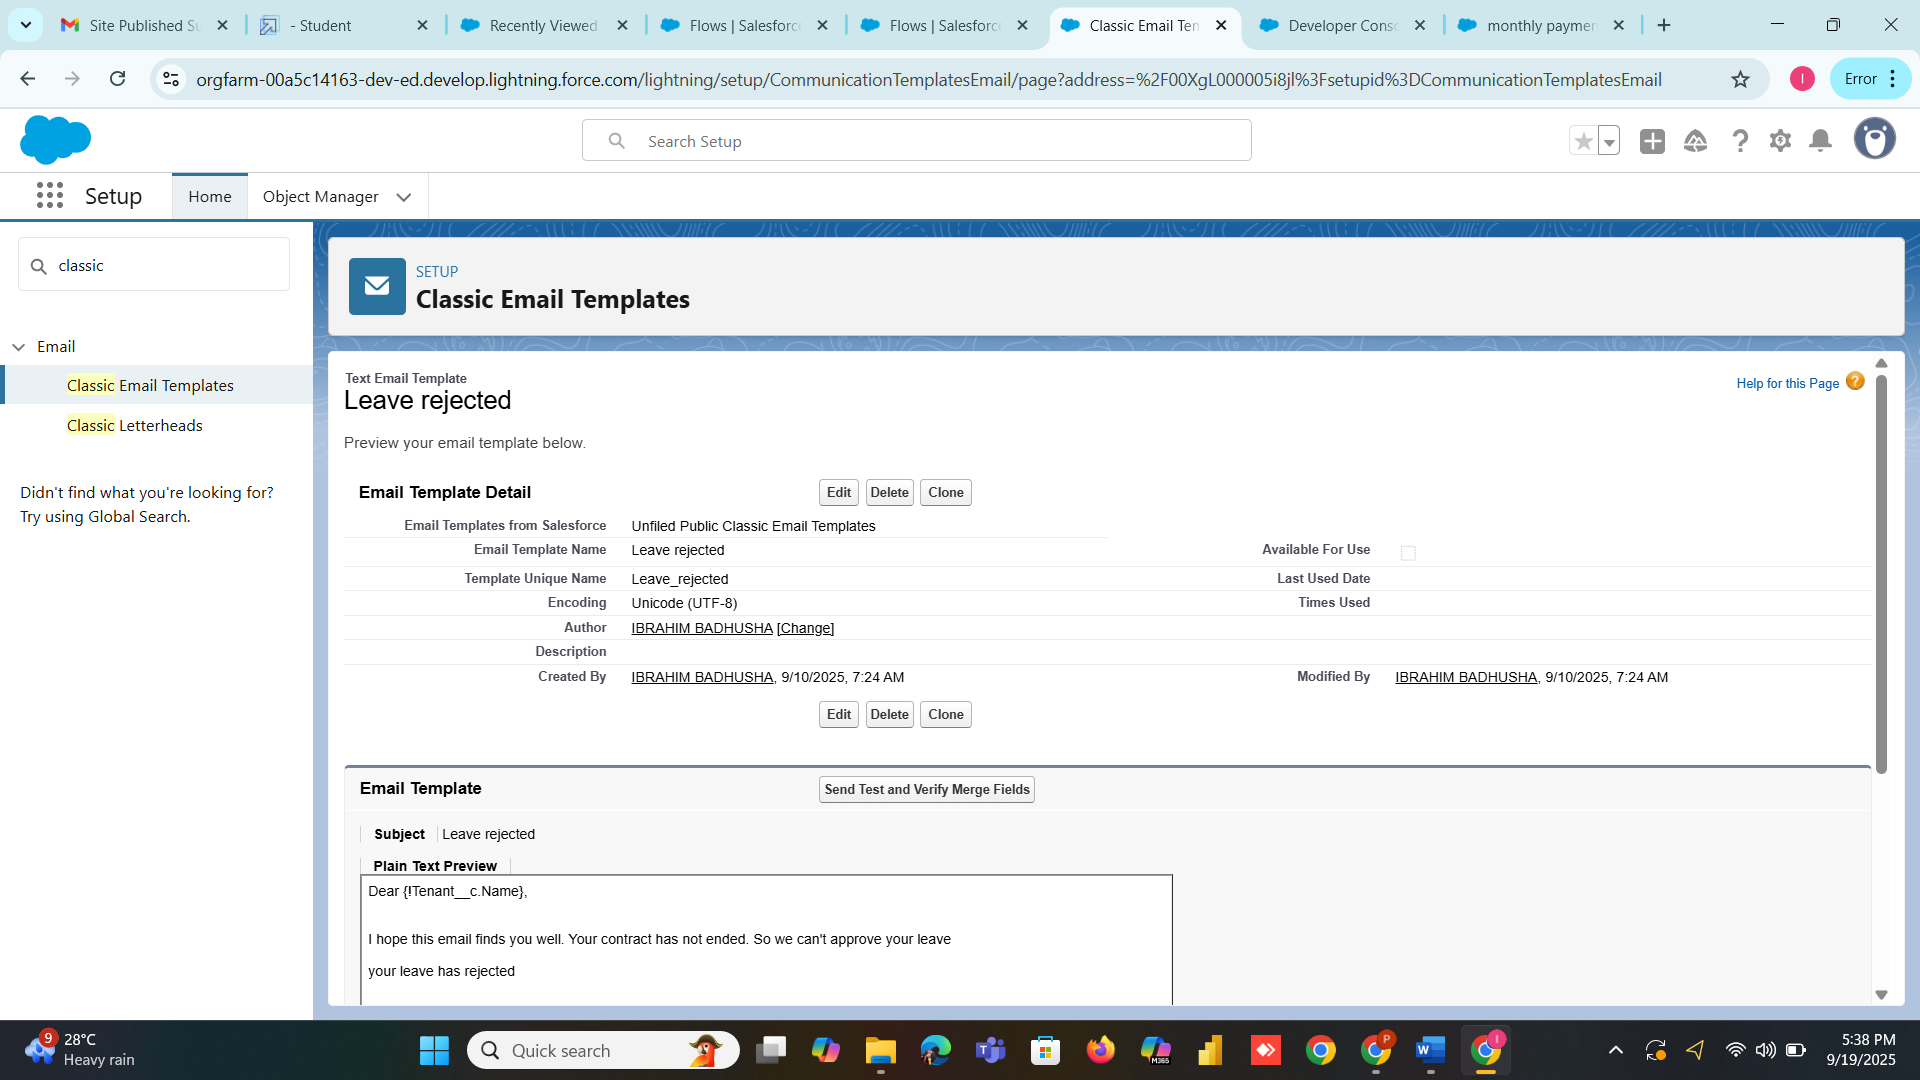 Site Published Su
- Student
Recently Viewed
Flows | Salesforce
Flows | Salesforce
Classic Email Tem
Developer Conso
monthly paymen
orgfarm-00a5c14163-dev-ed.develop.lightning.force.com/lightning/setup/CommunicationTemplatesEmail/page?address=%2F00XgL000005i8jl%3Fsetupid%3DCommunicationTemplatesEmail
I
Error
Search Setup
Setup
Home
Object Manager
classic
Email
Classic Email Templates
Classic Letterheads
Didn't find what you're looking for?
Try using Global Search.
SETUP
Classic Email Templates
Text Email Template
Leave rejected
Help for this Page ?
Preview your email template below.
Email Template Detail
Edit Delete Clone
Email Templates from Salesforce Unfiled Public Classic Email Templates
Email Template Name Leave rejected Available For Use
Template Unique Name Leave_rejected Last Used Date
Encoding Unicode (UTF-8) Times Used
Author IBRAHIM BADHUSHA [Change]
Description
Created By IBRAHIM BADHUSHA, 9/10/2025, 7:24 AM Modified By IBRAHIM BADHUSHA, 9/10/2025, 7:24 AM
Edit Delete Clone
Email Template
Send Test and Verify Merge Fields
Subject Leave rejected
Plain Text Preview
Dear {!Tenant__c.Name},
I hope this email finds you well. Your contract has not ended. So we can't approve your leave
your leave has rejected
9
28°C
Heavy rain
Quick search
M365
P
W
I
5:38 PM
9/19/2025